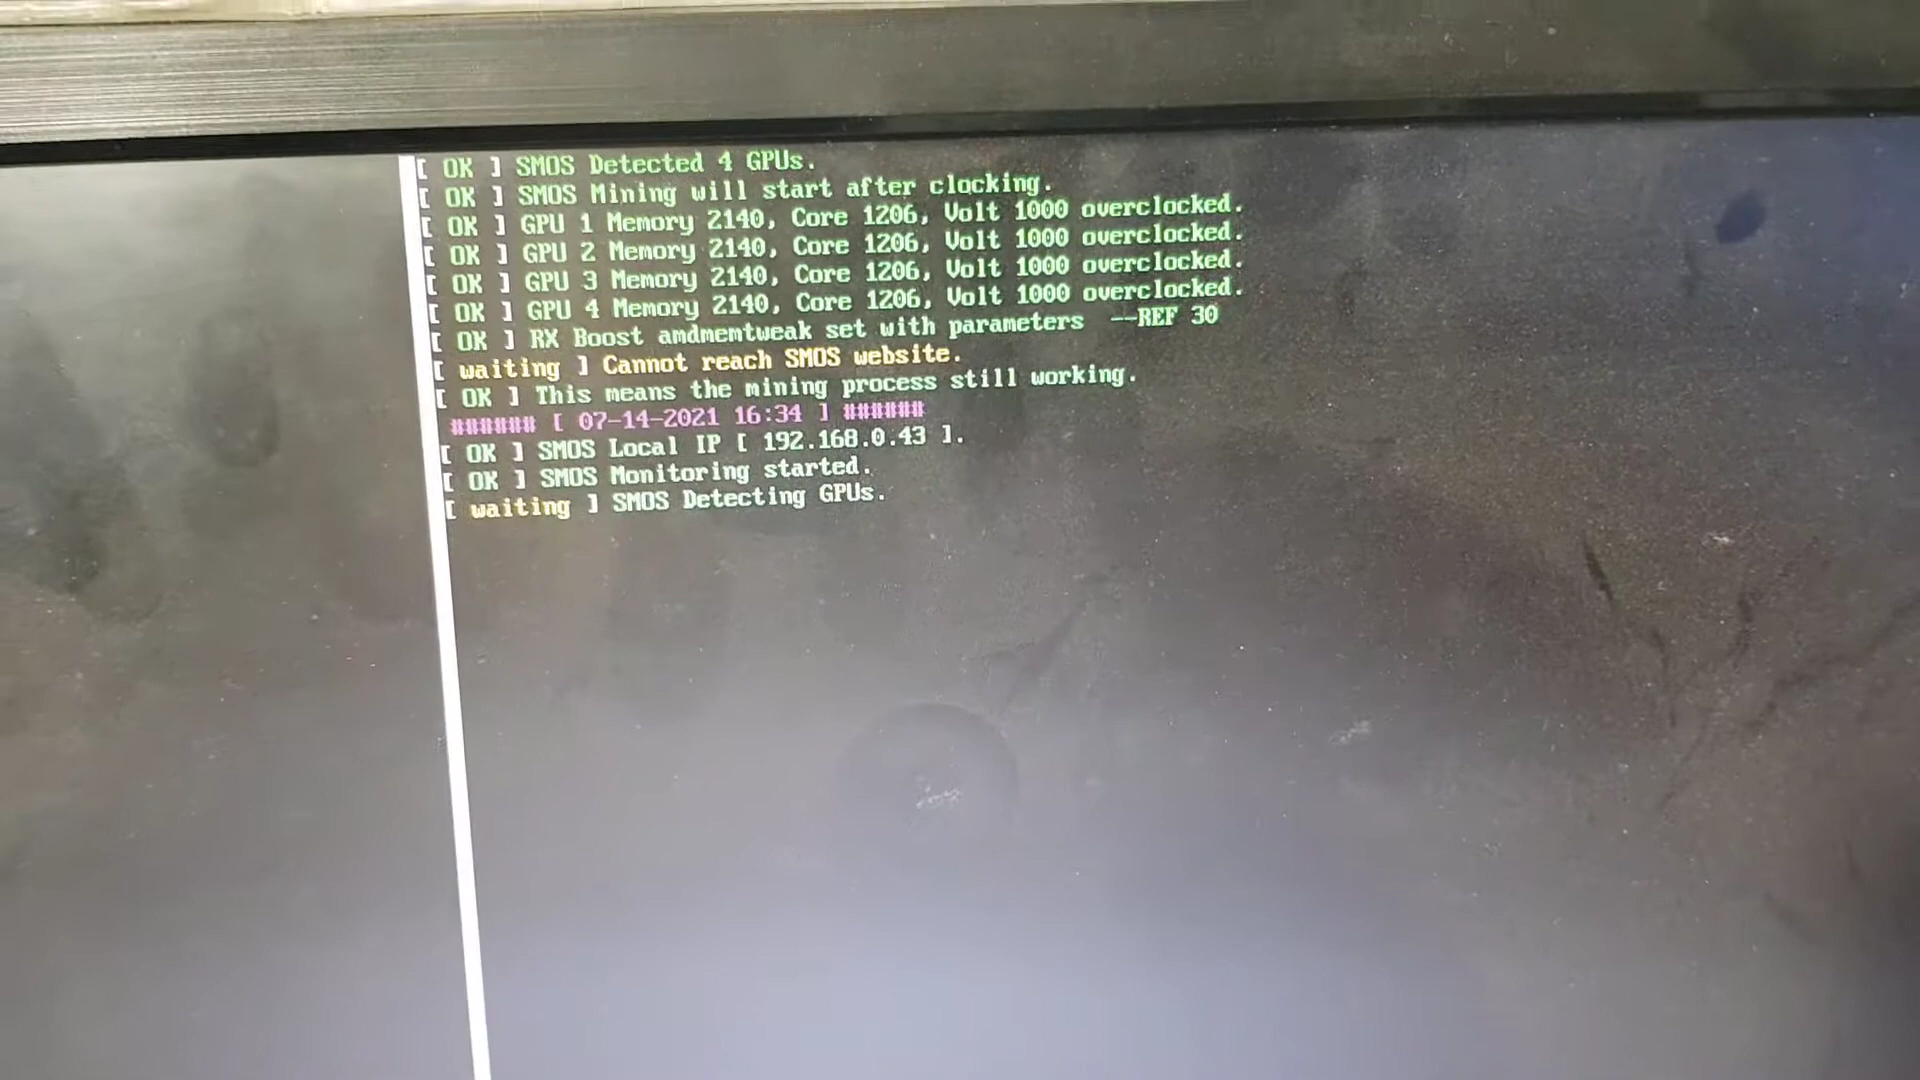 [ OK ] SMOS Detected 4 GPUs.
[ OK ] SMOS Mining will start after clocking.
[ OK ] GPU 1 Memory 2140, Core 1206, Volt 1000 overclocked.
[ OK ] GPU 2 Memory 2140, Core 1206, Volt 1000 overclocked.
[ OK ] GPU 3 Memory 2140, Core 1206, Volt 1000 overclocked.
[ OK ] GPU 4 Memory 2140, Core 1206, Volt 1000 overclocked.
[ OK ] RX Boost amdmemtweak set with parameters --REF 30
[ waiting ] Cannot reach SMOS website.
[ OK ] This means the mining process still working.
###### [ 07-14-2021 16:34 ] ######
[ OK ] SMOS Local IP [ 192.168.0.43 ].
[ OK ] SMOS Monitoring started.
[ waiting ] SMOS Detecting GPUs.